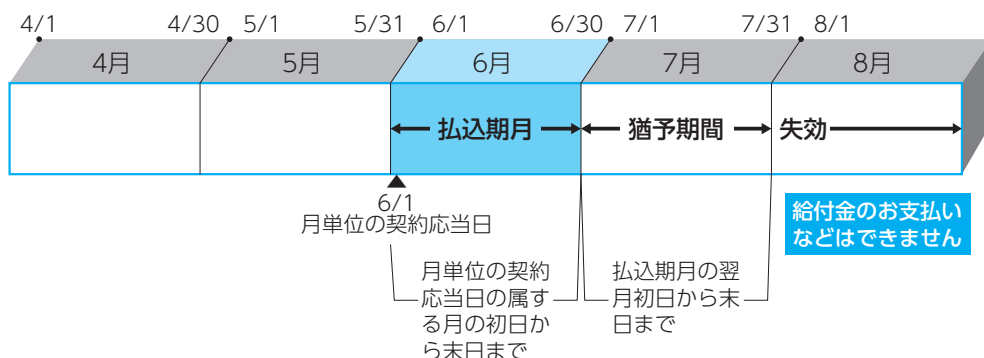 4/1 4/30 5/1 5/31 6/1 6/30 7/1 7/31 8/1
4月 5月 6月 7月 8月
払込期月 猶予期間 失効
6/1
月単位の契約応当日
給付金のお支払い
などはできません
月単位の契約
応当日の属す
る月の初日か
ら末日まで
払込期月の翌
月初日から末
日まで